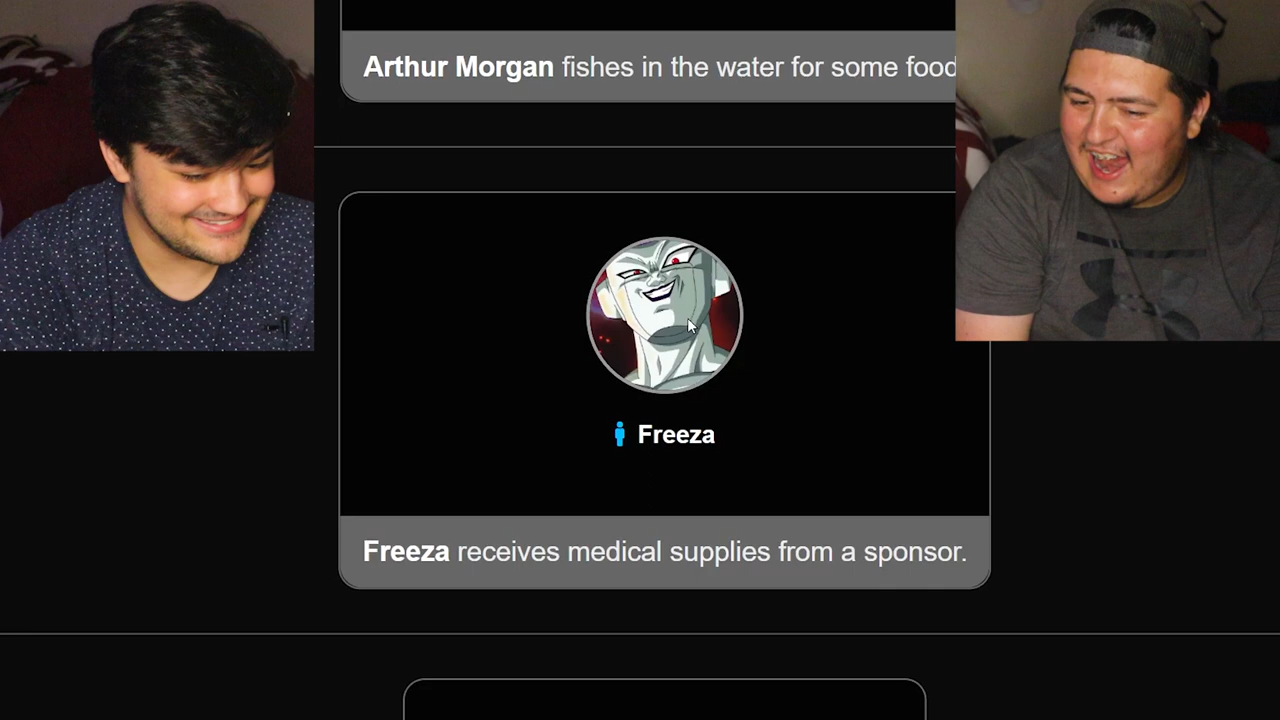 Arthur Morgan fishes in the water for some food
Freeza
Freeza receives medical supplies from a sponsor.